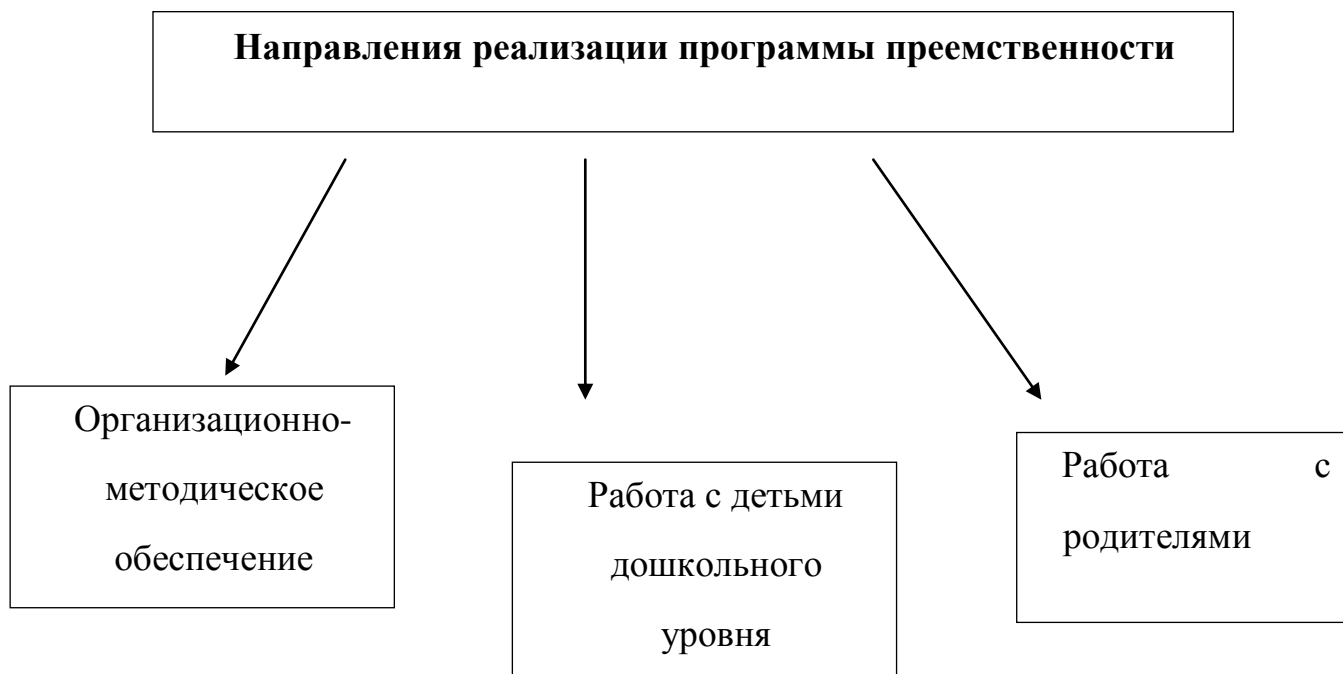 Направления реализации программы преемственности
Организационно-
методическое
обеспечение
Работа с детьми
дошкольного
уровня
Работа с
родителями